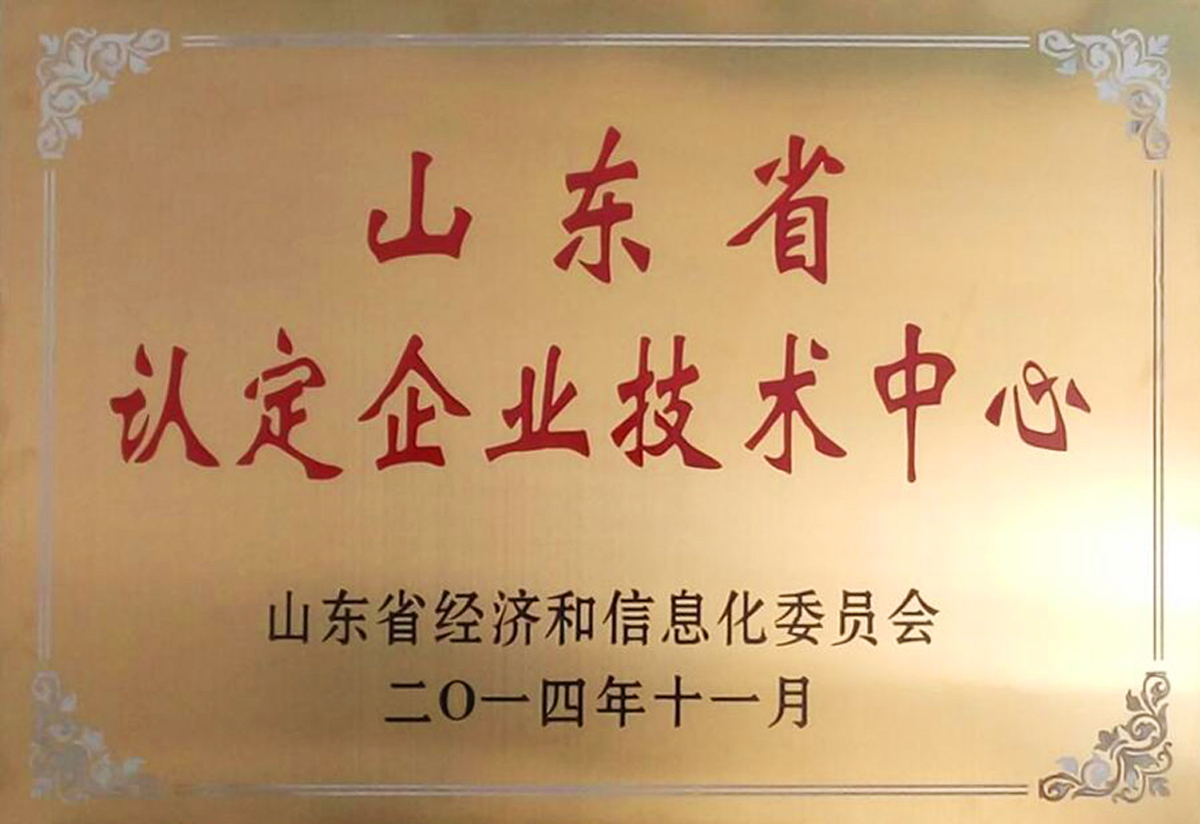 山东省
认定企业技术中心
山东省经济和信息化委员会
二〇一四年十一月